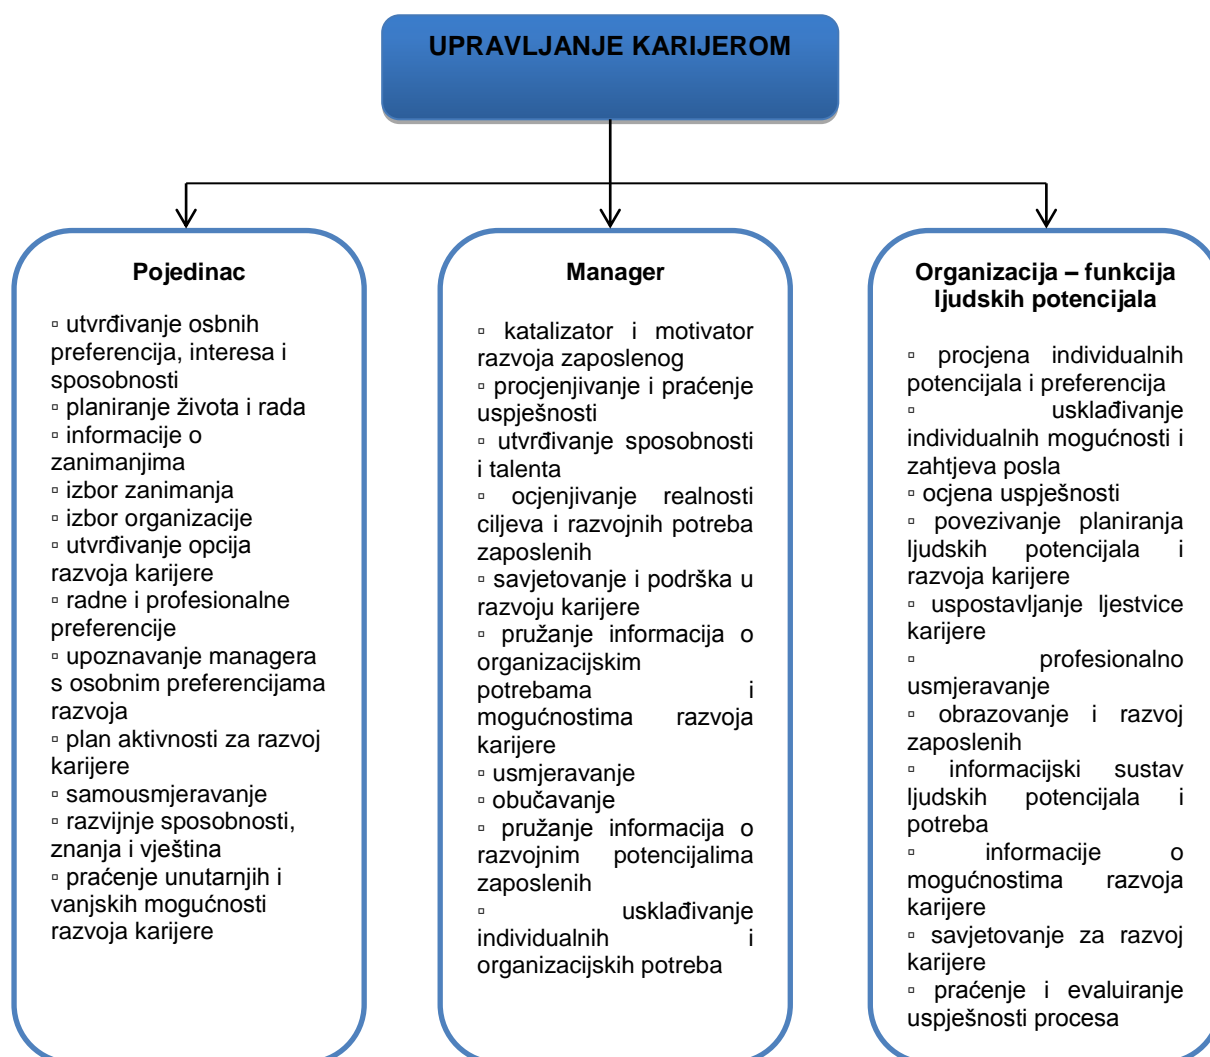 UPRAVLJANJE KARIJEROM
Pojedinac
▫ utvrđivanje osbnih
preferencija, interesa i
sposobnosti
▫ planiranje života i rada
▫ informacije o
zanimanjima
▫ izbor zanimanja
▫ izbor organizacije
▫ utvrđivanje opcija
razvoja karijere
▫ radne i profesionalne
preferencije
▫ upoznavanje managera
s osobnim preferencijama
razvoja
▫ plan aktivnosti za razvoj
karijere
▫ samousmjeravanje
▫ razvijnje sposobnosti,
znanja i vještina
▫ praćenje unutarnjih i
vanjskih mogućnosti
razvoja karijere
Manager
▫ katalizator i motivator
razvoja zaposlenog
▫ procjenjivanje i praćenje
uspješnosti
▫ utvrđivanje sposobnosti
i talenta
▫ ocjenjivanje realnosti
ciljeva i razvojnih potreba
zaposlenih
▫ savjetovanje i podrška u
razvoju karijere
▫ pružanje informacija o
organizacijskim
potrebama i
mogućnostima razvoja
karijere
▫ usmjeravanje
▫ obučavanje
▫ pružanje informacija o
razvojnim potencijalima
zaposlenih
▫ usklađivanje
individualnih i
organizacijskih potreba
Organizacija – funkcija
ljudskih potencijala
▫ procjena individualnih
potencijala i preferencija
▫ usklađivanje
individualnih mogućnosti i
zahtjeva posla
▫ ocjena uspješnosti
▫ povezivanje planiranja
ljudskih potencijala i
razvoja karijere
▫ uspostavljanje ljestvice
karijere
▫ profesionalno
usmjeravanje
▫ obrazovanje i razvoj
zaposlenih
▫ informacijski sustav
ljudskih potencijala i
potreba
▫ informacije o
mogućnostima razvoja
karijere
▫ savjetovanje za razvoj
karijere
▫ praćenje i evaluiranje
uspješnosti procesa